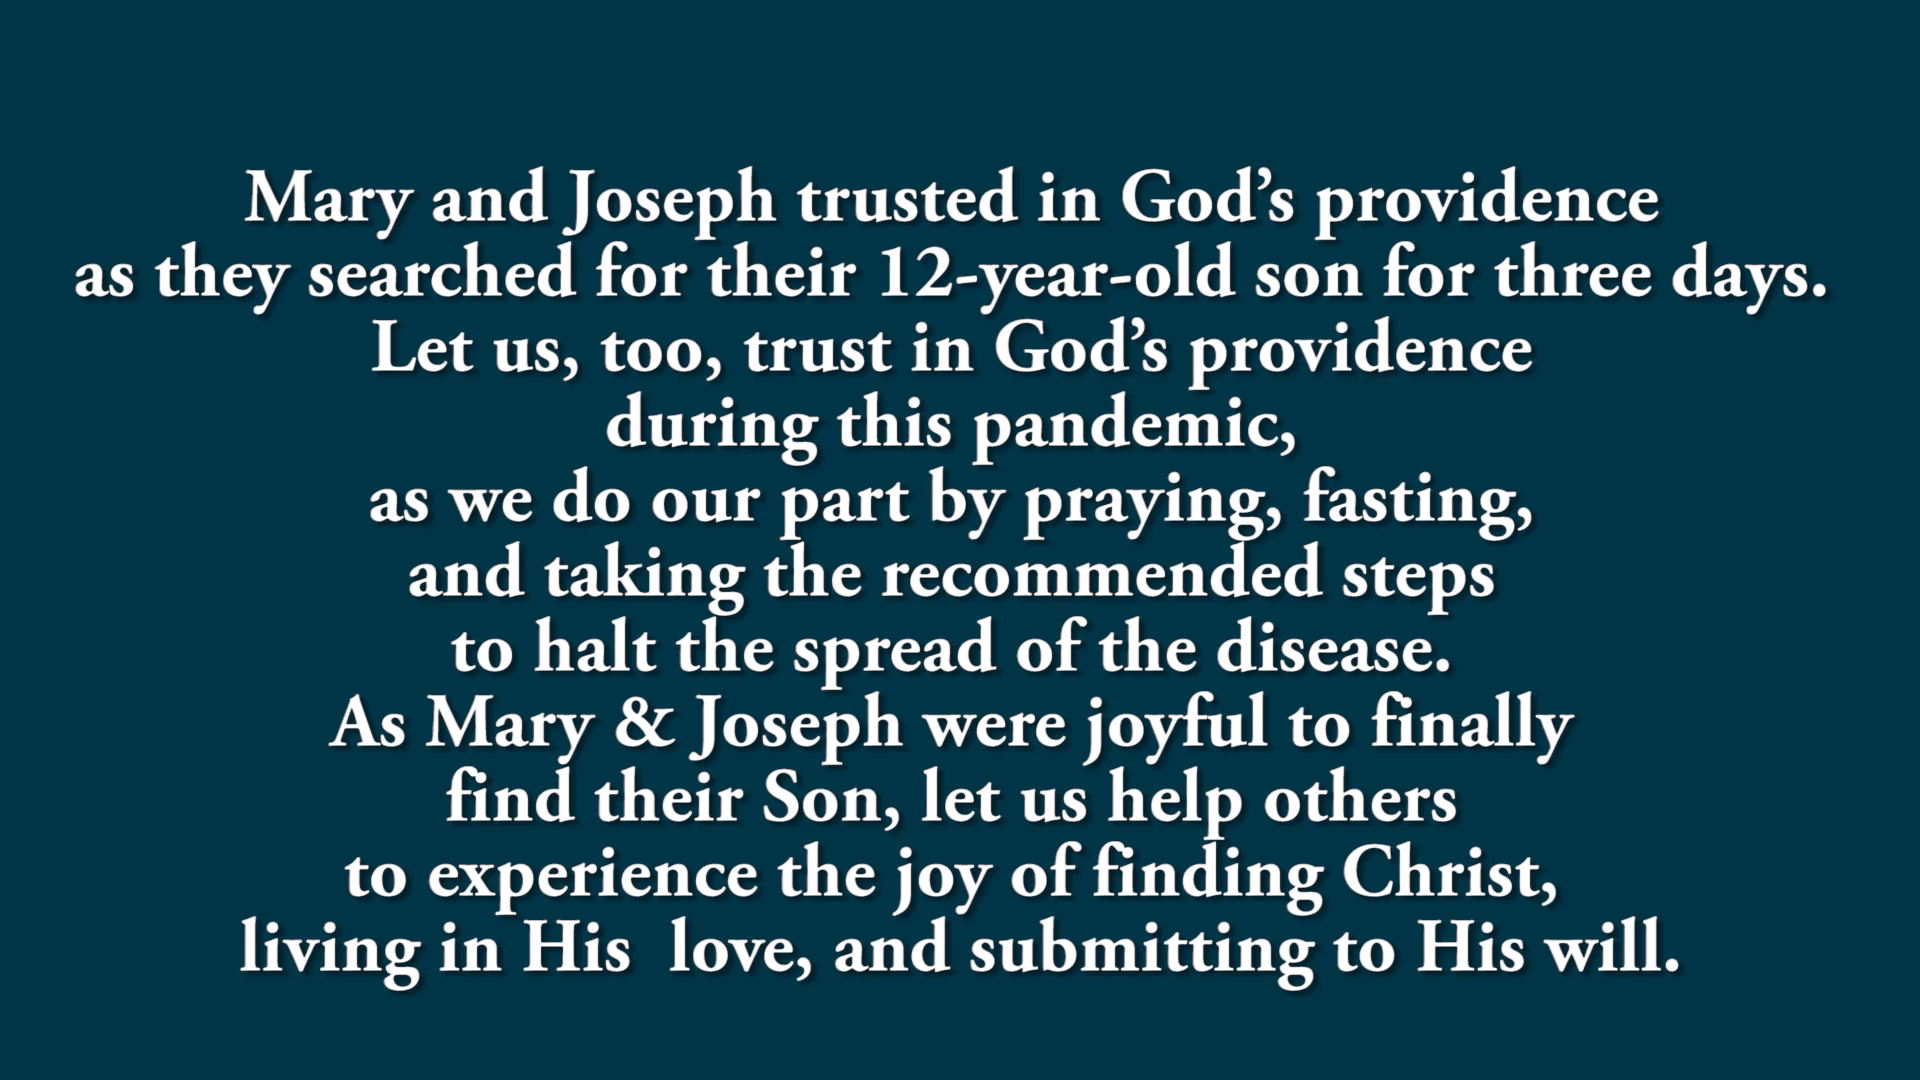 Mary and Joseph trusted in God’s providence
as they searched for their 12-year-old son for three days.
Let us, too, trust in God’s providence
during this pandemic,
as we do our part by praying, fasting,
and taking the recommended steps
to halt the spread of the disease.
As Mary & Joseph were joyful to finally
find their Son, let us help others
to experience the joy of finding Christ,
living in His  love, and submitting to His will.